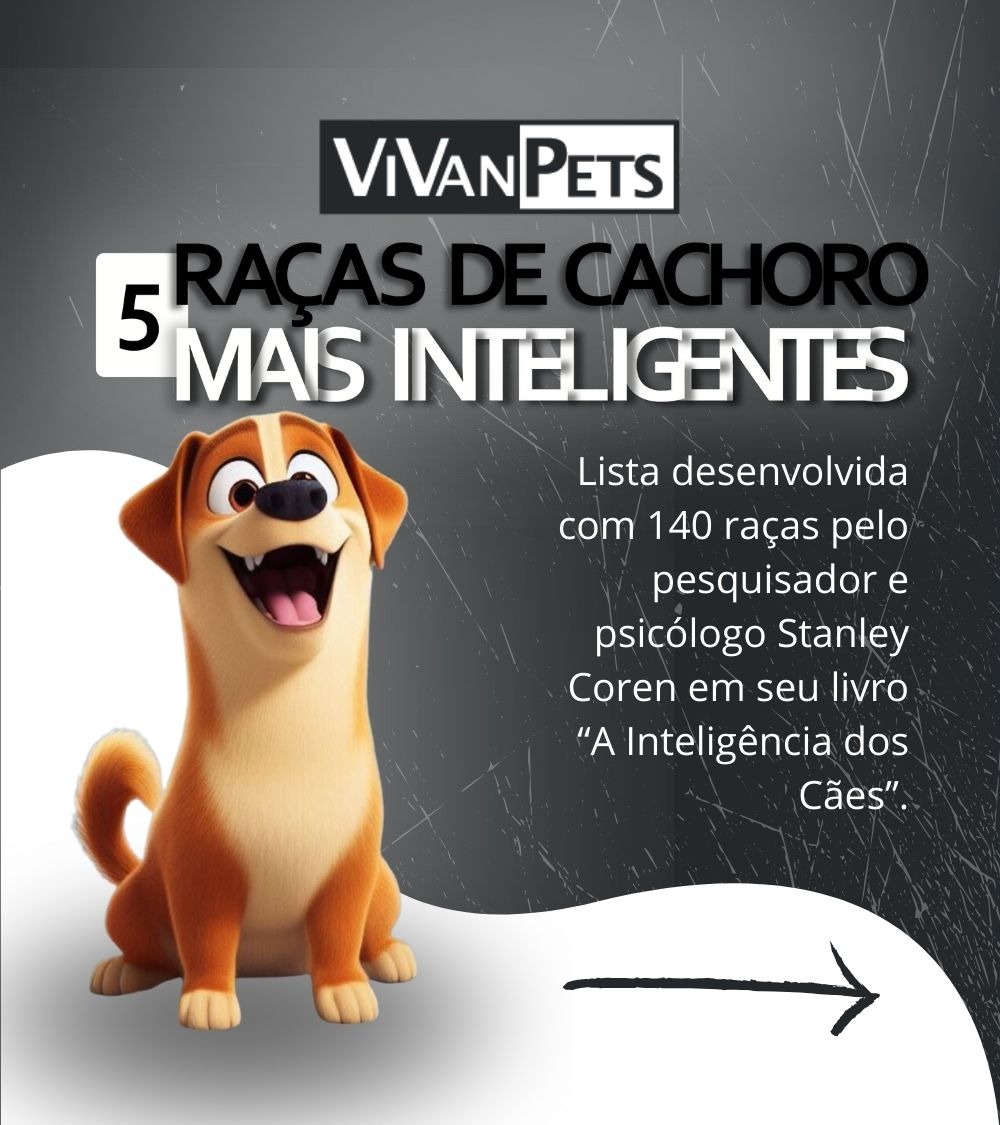 ViVanPets
5 RAÇAS DE CACHORO
MAIS INTELIGENTES
Lista desenvolvida
com 140 raças pelo
pesquisador e
psicólogo Stanley
Coren em seu livro
“A Inteligência dos
Cães”.